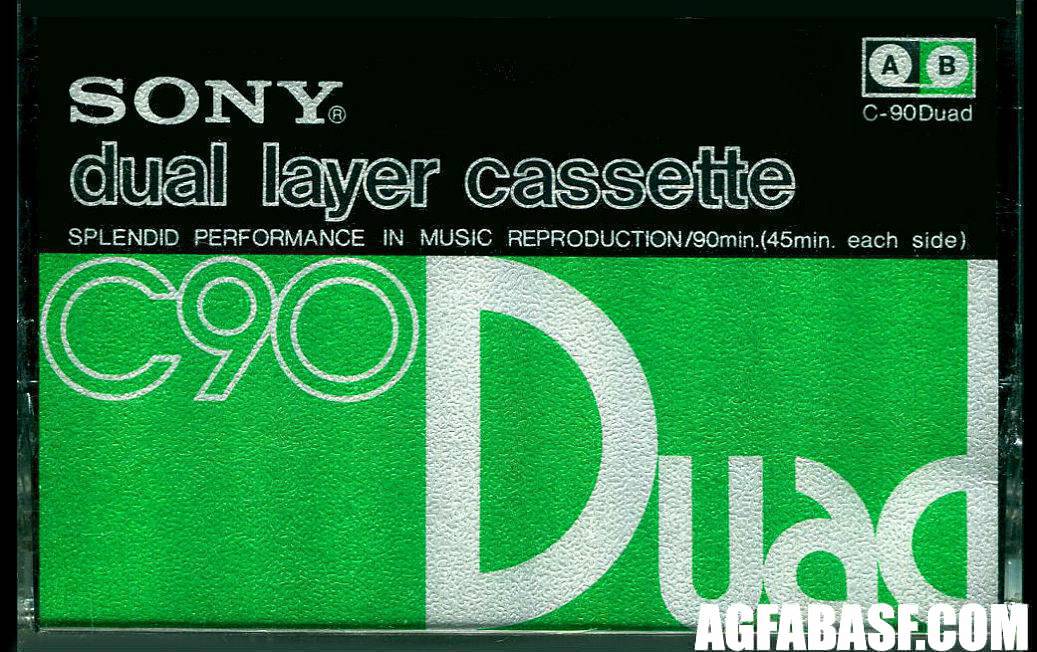 SONY®
A B
C-90Duad
dual layer cassette
SPLENDID PERFORMANCE IN MUSIC REPRODUCTION/90min.(45min. each side)
C90
Duad
AGFABASF.COM